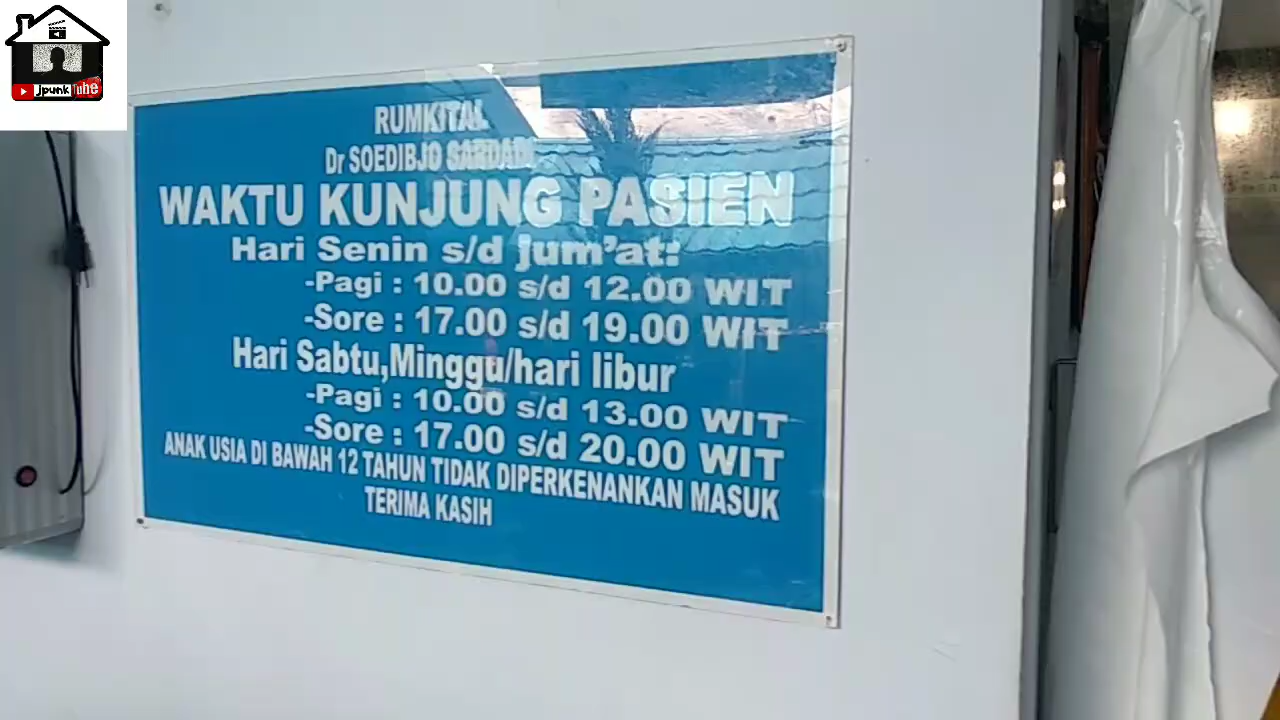 jpunk Tube
RUMKITAL
Dr SOEDIBJO SARDADI
WAKTU KUNJUNG PASIEN
Hari Senin s/d jum'at:
-Pagi : 10.00 s/d 12.00 WIT
-Sore : 17.00 s/d 19.00 WIT
Hari Sabtu,Minggu/hari libur
-Pagi : 10.00 s/d 13.00 WIT
-Sore : 17.00 s/d 20.00 WIT
ANAK USIA DI BAWAH 12 TAHUN TIDAK DIPERKENANKAN MASUK
TERIMA KASIH